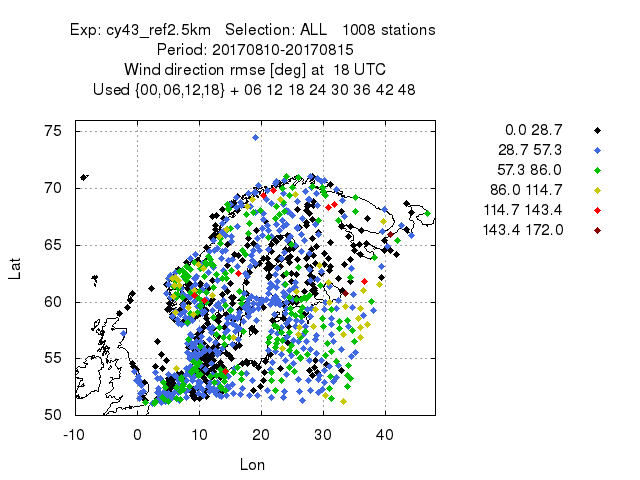 Exp: cy43_ref2.5km   Selection: ALL   1008 stations
Period: 20170810-20170815
Wind direction rmse [deg] at  18 UTC
Used {00,06,12,18} + 06 12 18 24 30 36 42 48
0.0 28.7
28.7 57.3
57.3 86.0
86.0 114.7
114.7 143.4
143.4 172.0
75
70
65
60
55
50
Lat
-10 0 10 20 30 40
Lon